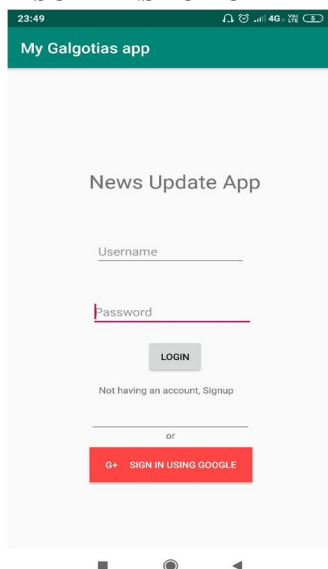 23:49 4G 5
My Galgotias app
News Update App
Username
Password
LOGIN
Not having an account, Signup
or
G+ SIGN IN USING GOOGLE